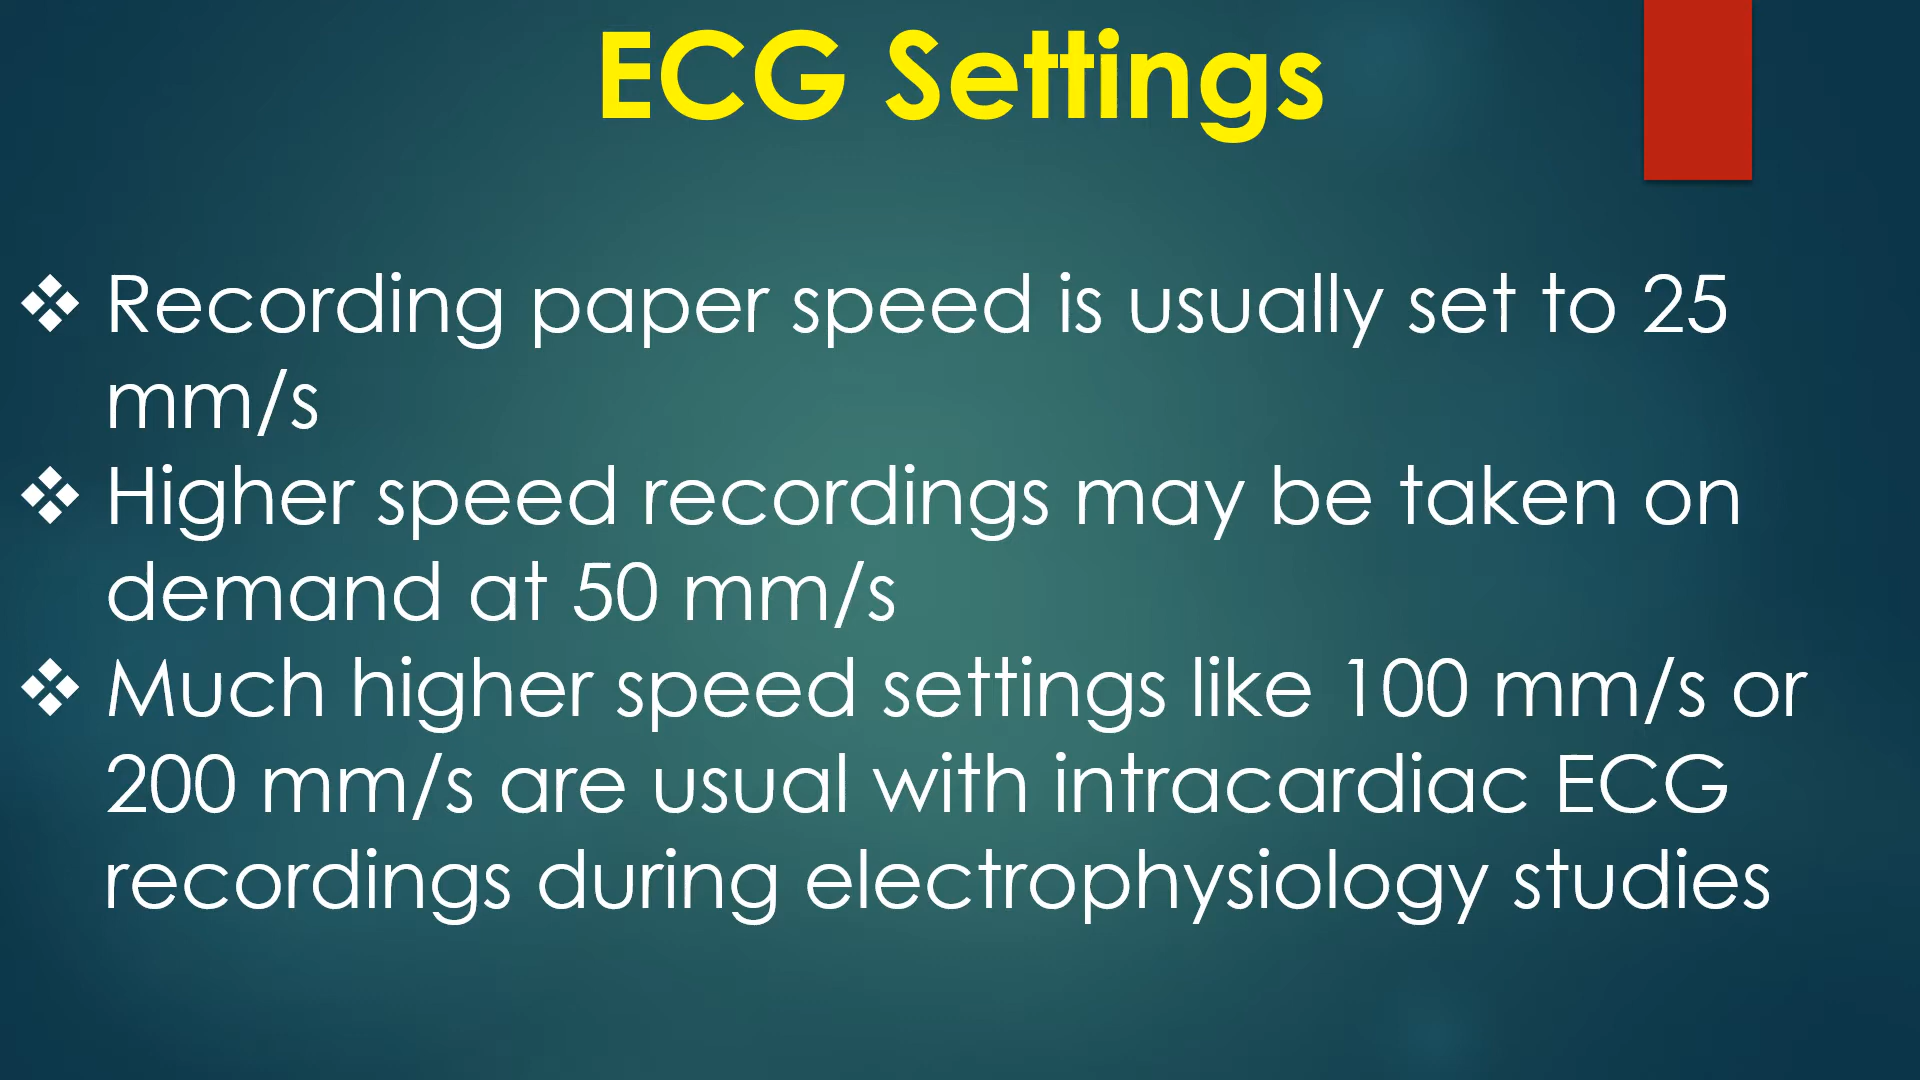 ECG Settings
❖ Recording paper speed is usually set to 25
mm/s
❖ Higher speed recordings may be taken on
demand at 50 mm/s
❖ Much higher speed settings like 100 mm/s or
200 mm/s are usual with intracardiac ECG
recordings during electrophysiology studies